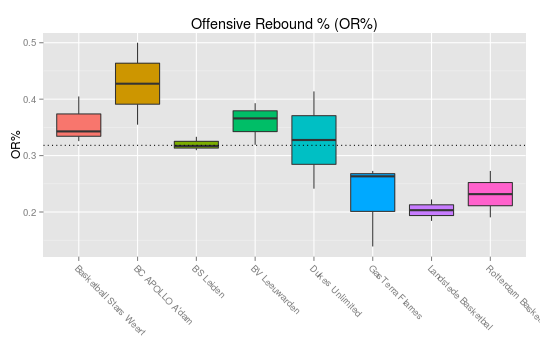 Offensive Rebound % (OR%)
OR%
0.5
0.4
0.3
0.2
Basketball Stars Weert
BC APOLLO A'dam
BS Leiden
BV Leeuwarden
Dukes Unlimited
GasTerra Flames
Landstede Basketbal
Rotterdam Baske